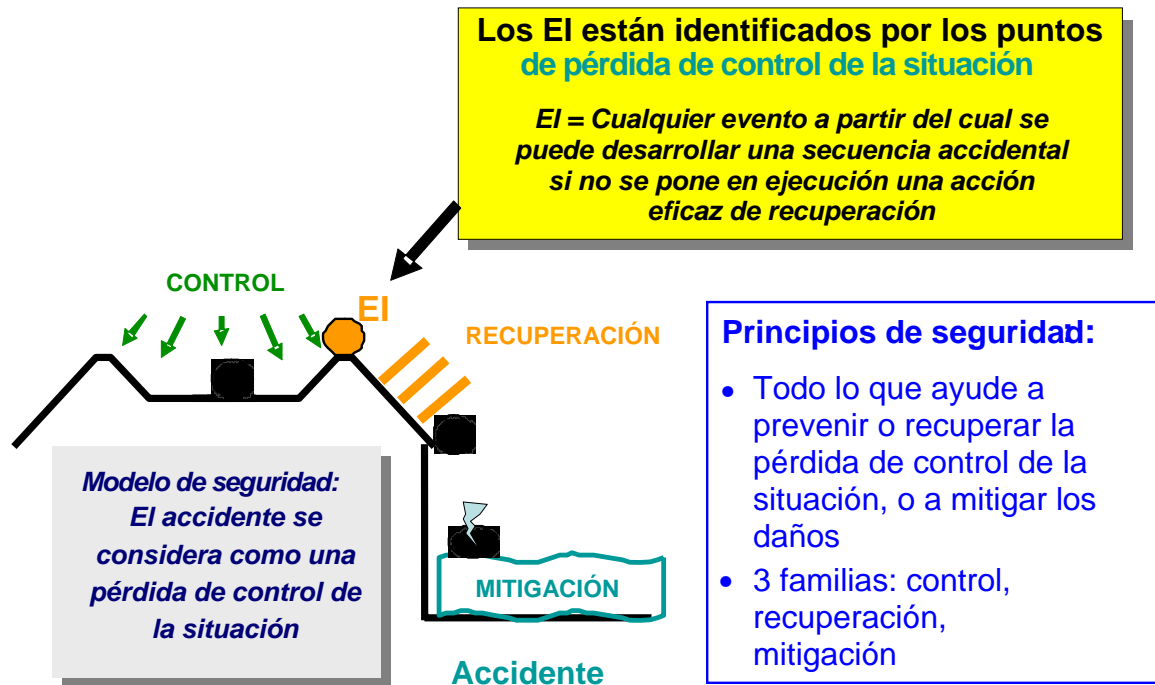 Los EI están identificados por los puntos
de pérdida de control de la situación
EI = Cualquier evento a partir del cual se
puede desarrollar una secuencia accidental
si no se pone en ejecución una acción
eficaz de recuperación
CONTROL
EI
RECUPERACIÓN
Modelo de seguridad:
El accidente se
considera como una
pérdida de control de
la situación
MITIGACIÓN
Accidente
Principios de seguridad:
• Todo lo que ayude a
prevenir o recuperar la
pérdida de control de la
situación, o a mitigar los
daños
• 3 familias: control,
recuperación,
mitigación